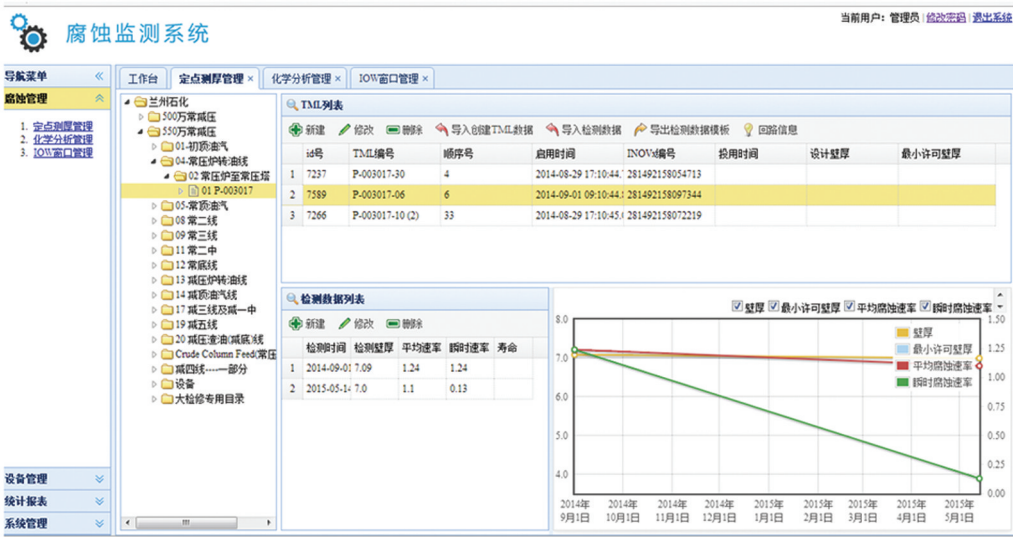 腐蚀监测系统
当前用户：管理员 | 修改密码 | 退出系统
导航菜单
腐蚀管理
1. 定点测厚管理
2. 化学分析管理
3. IOW窗口管理
设备管理
统计报表
系统管理
工作台 定点测厚管理 × 化学分析管理 × IOW窗口管理 ×
兰州石化
500万常减压
550万常减压
01-初顶油气
04-常压炉转油线
02 常压炉至常压塔
01 P-003017
05-常顶油气
08 常二线
09 常三线
11 常二中
12 常底线
13 减压炉转油线
14 减顶油气线
17 减三线及减一中
19 减五线
20 减压渣油(减底)线
Crude Column Feed(常压
减四线----一部分
设备
大检修专用目录
TML列表
新建 修改 删除 导入创建TML数据 导入检测数据 导出检测数据模板 回路信息
id号 TML编号 顺序号 启用时间 INOVx编号 投用时间 设计壁厚 最小许可壁厚
1 7237 P-003017-30 4 2014-08-29 17:10:44. 281492158054713
2 7589 P-003017-06 6 2014-09-01 09:10:44. 281492158097344
3 7266 P-003017-10 (2) 33 2014-08-29 17:10:45. 281492158072219
检测数据列表
新建 修改 删除
检测时间 检测壁厚 平均速率 瞬时速率 寿命
1 2014-09-01 7.09 1.24 1.24
2 2015-05-14 7.0 1.1 0.13
壁厚 最小许可壁厚 平均腐蚀速率 瞬时腐蚀速率
8.0
7.0
6.0
5.0
4.0
壁厚
最小许可壁厚
平均腐蚀速率
瞬时腐蚀速率
1.50
1.25
1.00
0.75
0.50
0.25
0.00
2014年 2014年 2014年 2014年 2015年 2015年 2015年 2015年 2015年
9月1日 10月1日 11月1日 12月1日 1月1日 2月1日 3月1日 4月1日 5月1日